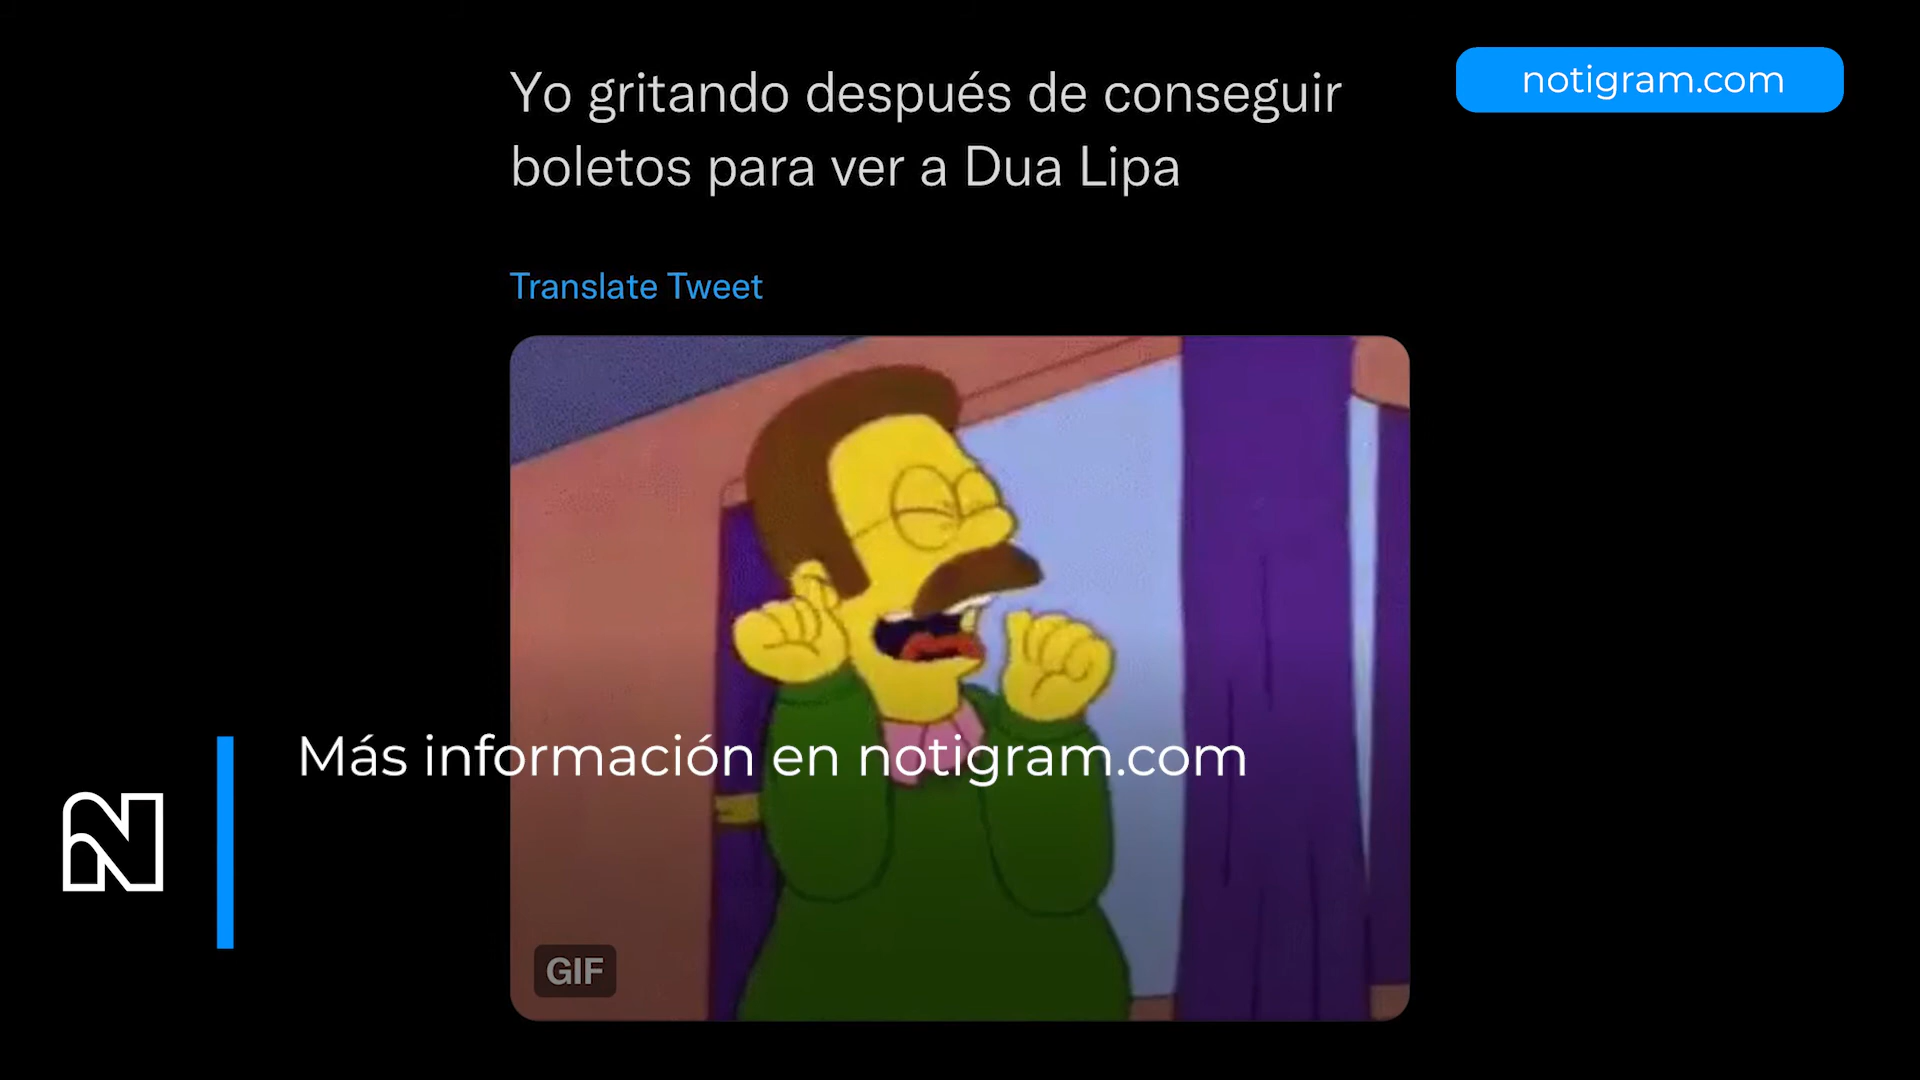 notigram.com
Yo gritando después de conseguir
boletos para ver a Dua Lipa
Translate Tweet
Más información en notigram.com
N
GIF